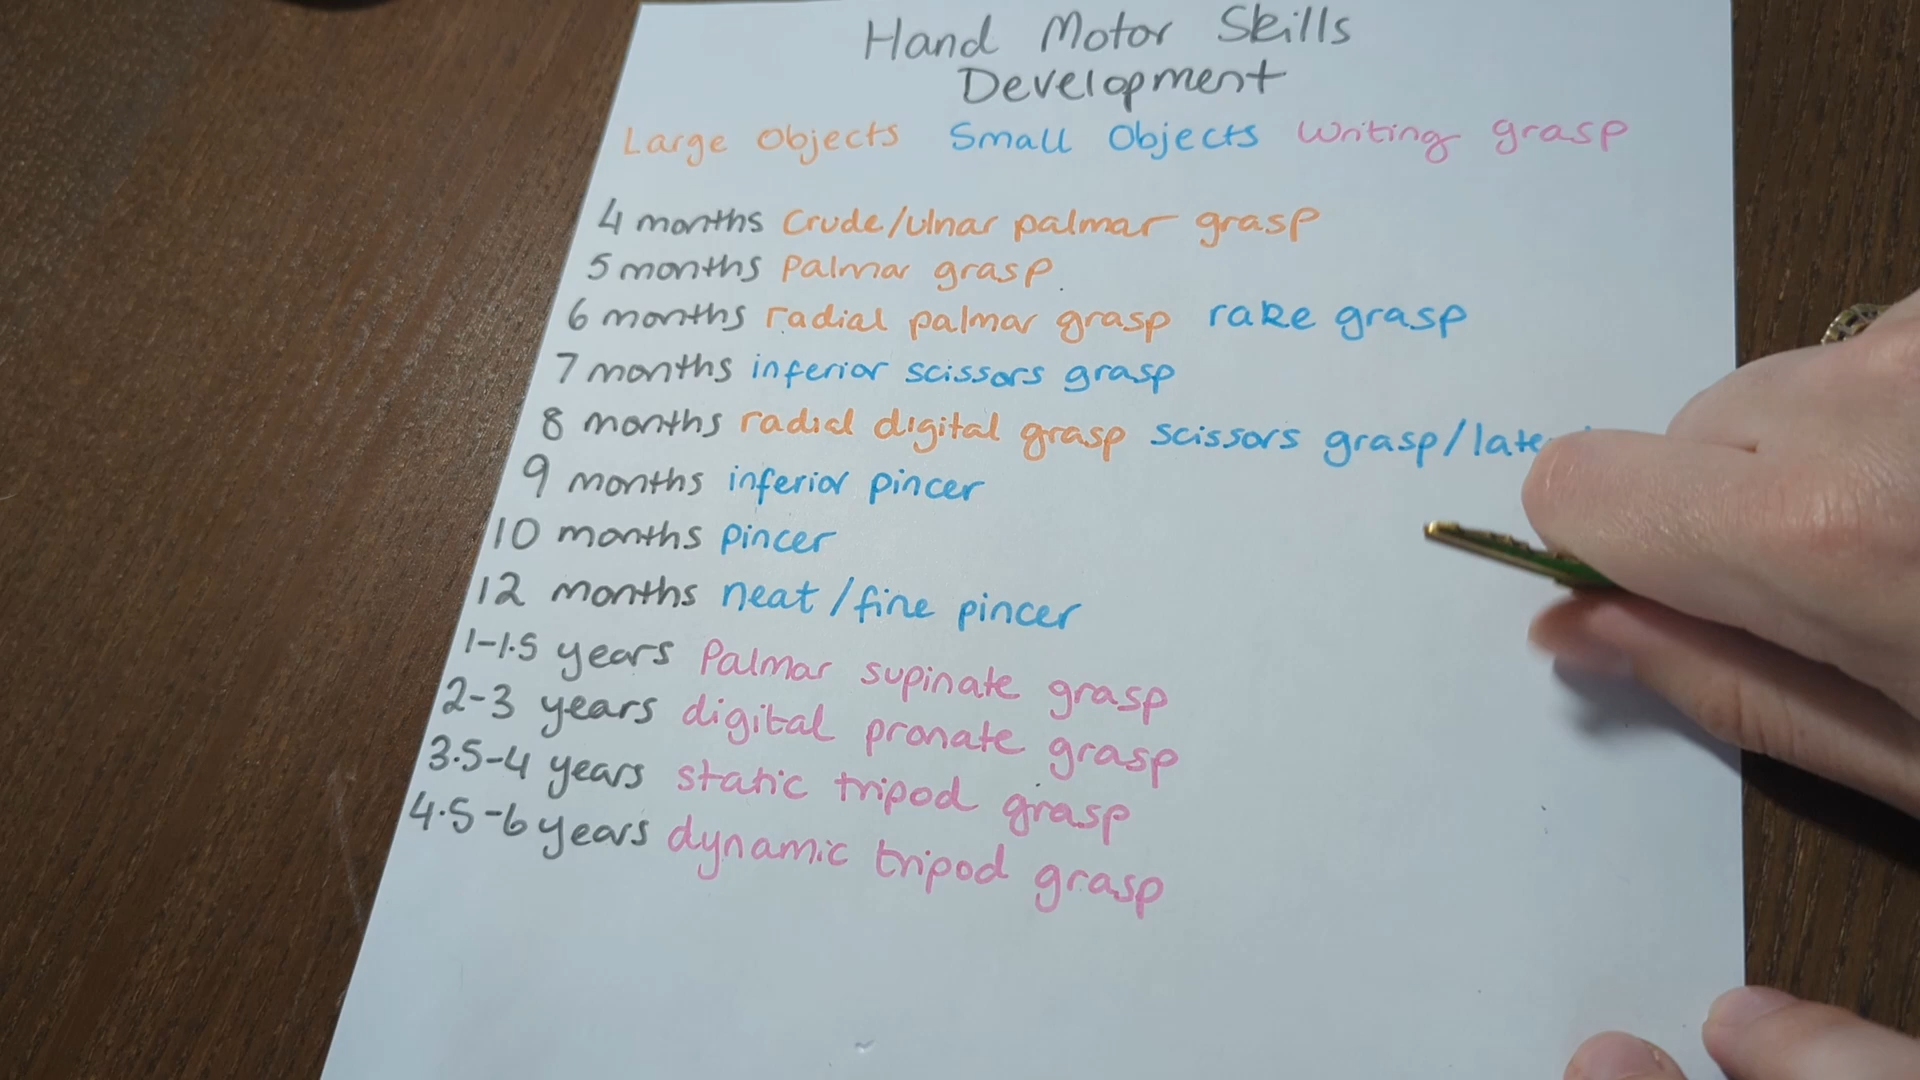 Hand Motor Skills
Development
Large Objects Small Objects Writing grasp
4 months Crude/ulnar palmar grasp
5 months Palmar grasp
6 months radial palmar grasp rake grasp
7 months inferior scissors grasp
8 months radial digital grasp scissors grasp/
9 months inferior pincer
10 months pincer
12 months neat/fine pincer
1-1.5 years Palmar supinate grasp
2-3 years digital pronate grasp
3.5-4 years static tripod grasp
4.5-6 years dynamic tripod grasp